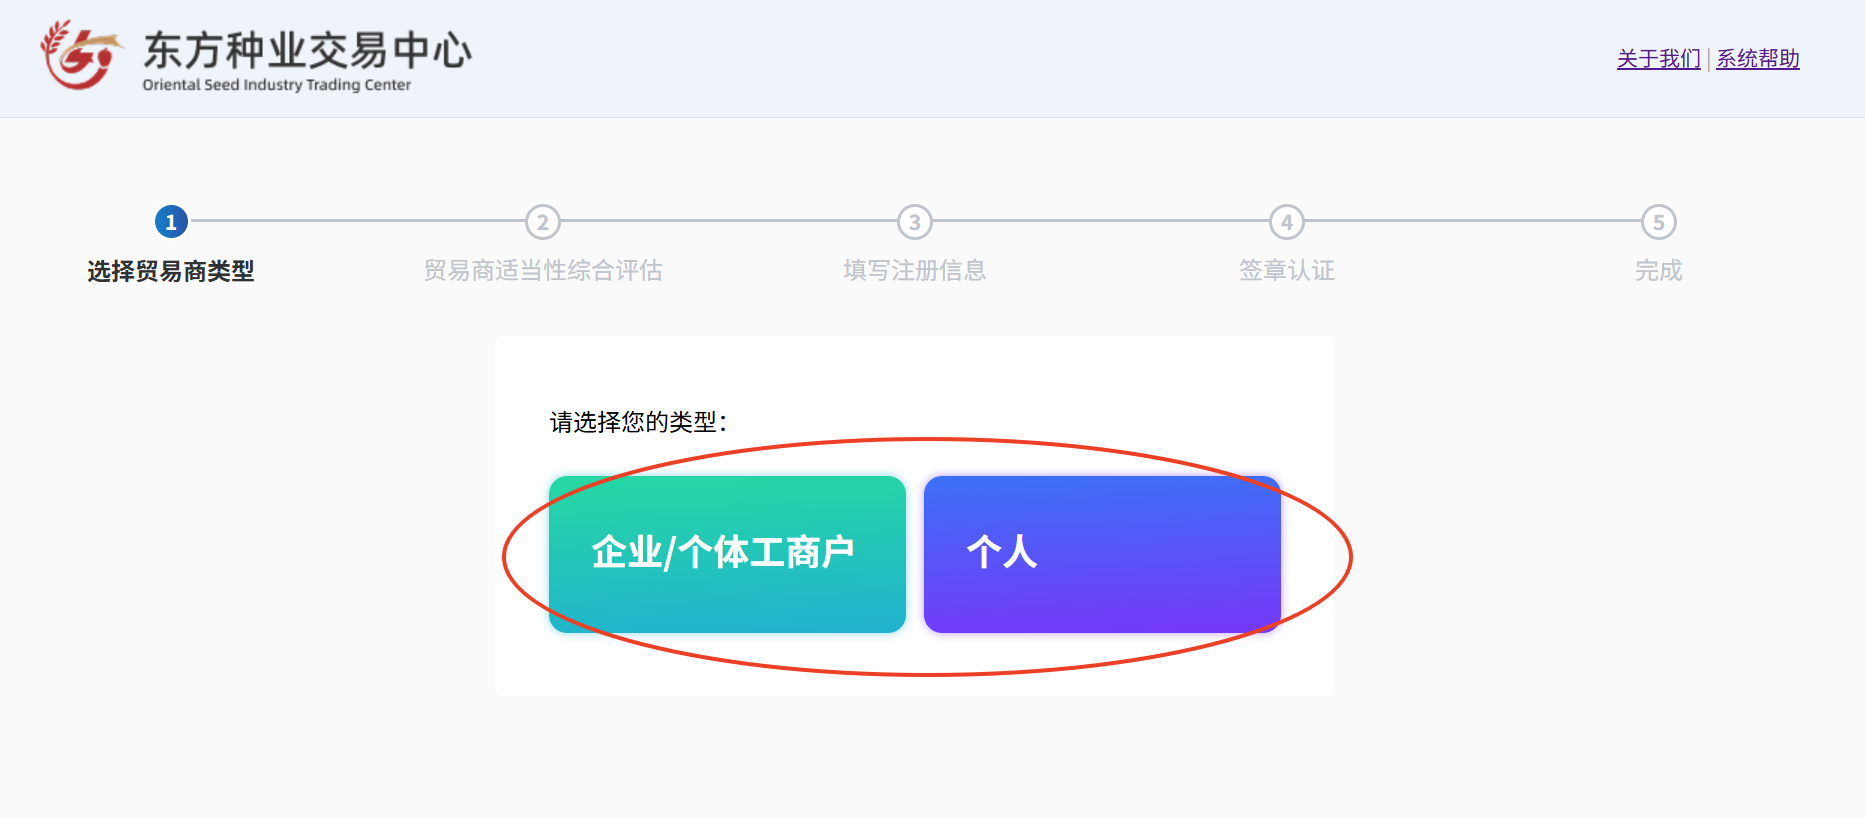 东方种业交易中心
Oriental Seed Industry Trading Center
关于我们 | 系统帮助
1 2 3 4 5
选择贸易商类型 贸易商适当性综合评估 填写注册信息 签章认证 完成
请选择您的类型：
企业/个体工商户 个人